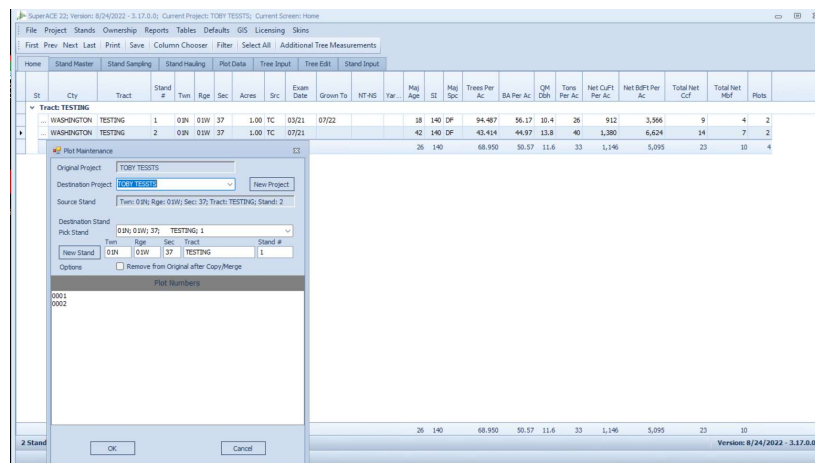 SuperACE 22; Version: 8/24/2022 - 3.17.0.0; Current Project: TOBY TESSTS; Current Screen: Home
File Project Stands Ownership Reports Tables Defaults GIS Licensing Skins
First Prev Next Last Print Save Column Chooser Filter Select All Additional Tree Measurements
Home Stand Master Stand Sampling Stand Hauling Plot Data Tree Input Tree Edit Stand Input
St Cty Tract Stand # Twn Rge Sec Acres Src Exam Date Grown To NT-NS Yar... Maj Age SI Maj Spc Trees Per Ac BA Per Ac QM Dbh Tons Per Ac Net CuFt Per Ac Net BdFt Per Ac Total Net Ccf Total Net Mbf Plots
Tract: TESTING
... WASHINGTON TESTING 1 01N 01W 37 1.00 TC 03/21 07/22 18 140 DF 94.487 56.17 10.4 26 912 3,566 9 4 2
... WASHINGTON TESTING 2 01N 01W 37 1.00 TC 07/21 42 140 DF 43.414 44.97 13.8 40 1,380 6,624 14 7 2
26 140 68.950 50.57 11.6 33 1,146 5,095 23 10 4
Plot Maintenance
Original Project TOBY TESSTS
Destination Project TOBY TESSTS New Project
Source Stand Twn: 01N; Rge: 01W; Sec: 37; Tract: TESTING; Stand: 2
Destination Stand
Pick Stand 01N; 01W; 37; TESTING; 1
Twn Rge Sec Tract Stand #
New Stand 01N 01W 37 TESTING 1
Options Remove from Original after Copy/Merge
Plot Numbers
0001
0002
26 140 68.950 50.57 11.6 33 1,146 5,095 23 10
2 Stand Version: 8/24/2022 - 3.17.0.0
OK Cancel